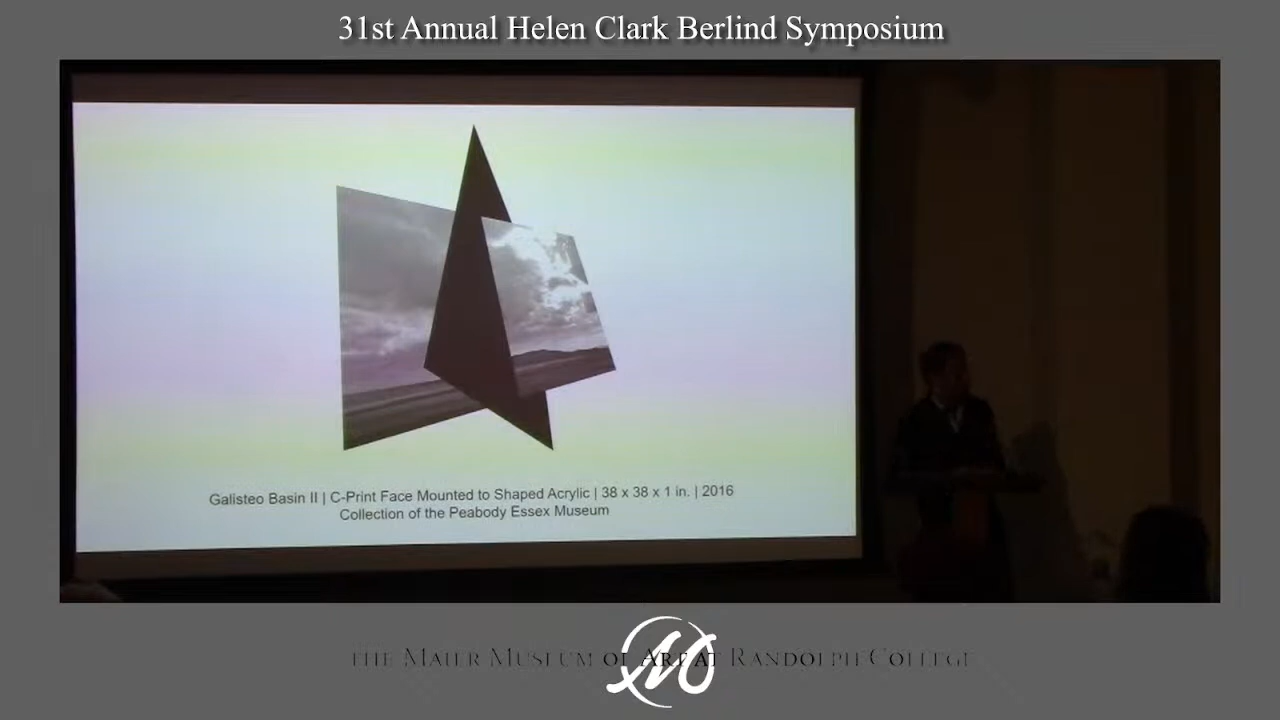 31st Annual Helen Clark Berlind Symposium
Galisteo Basin II | C-Print Face Mounted to Shaped Acrylic | 38 x 38 x 1 in. | 2016
Collection of the Peabody Essex Museum
THE MAIER MUSEUM OF ART AT RANDOLPH COLLEGE